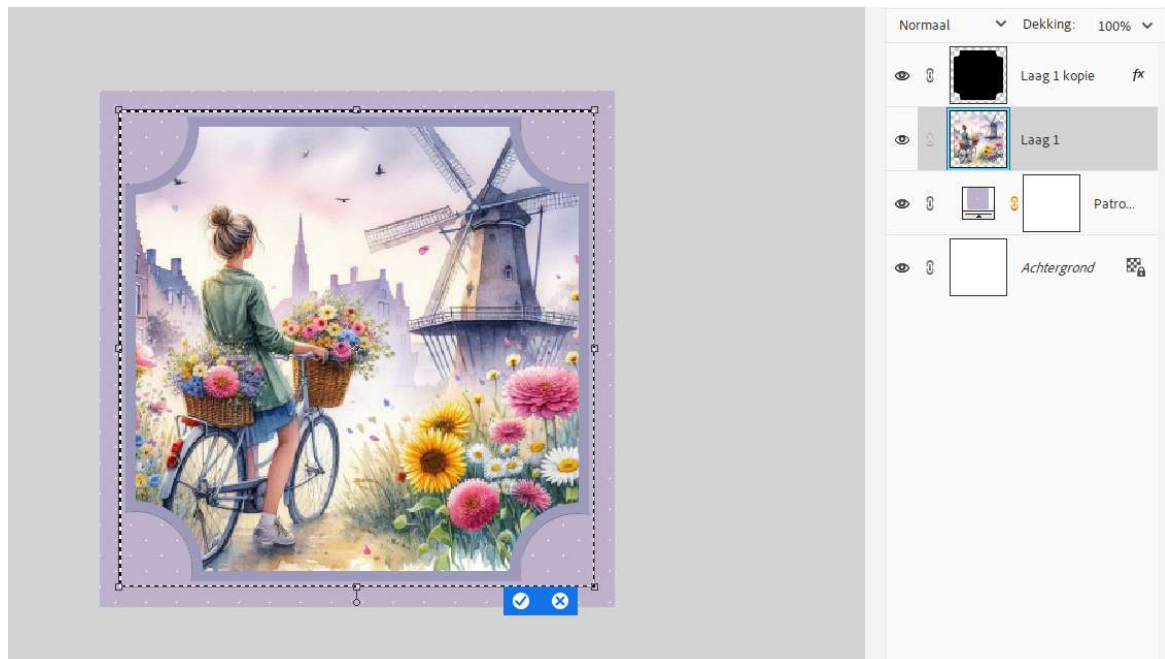 Normaal Dekking: 100%
Laag 1 kopie fx
Laag 1
Patro...
Achtergrond